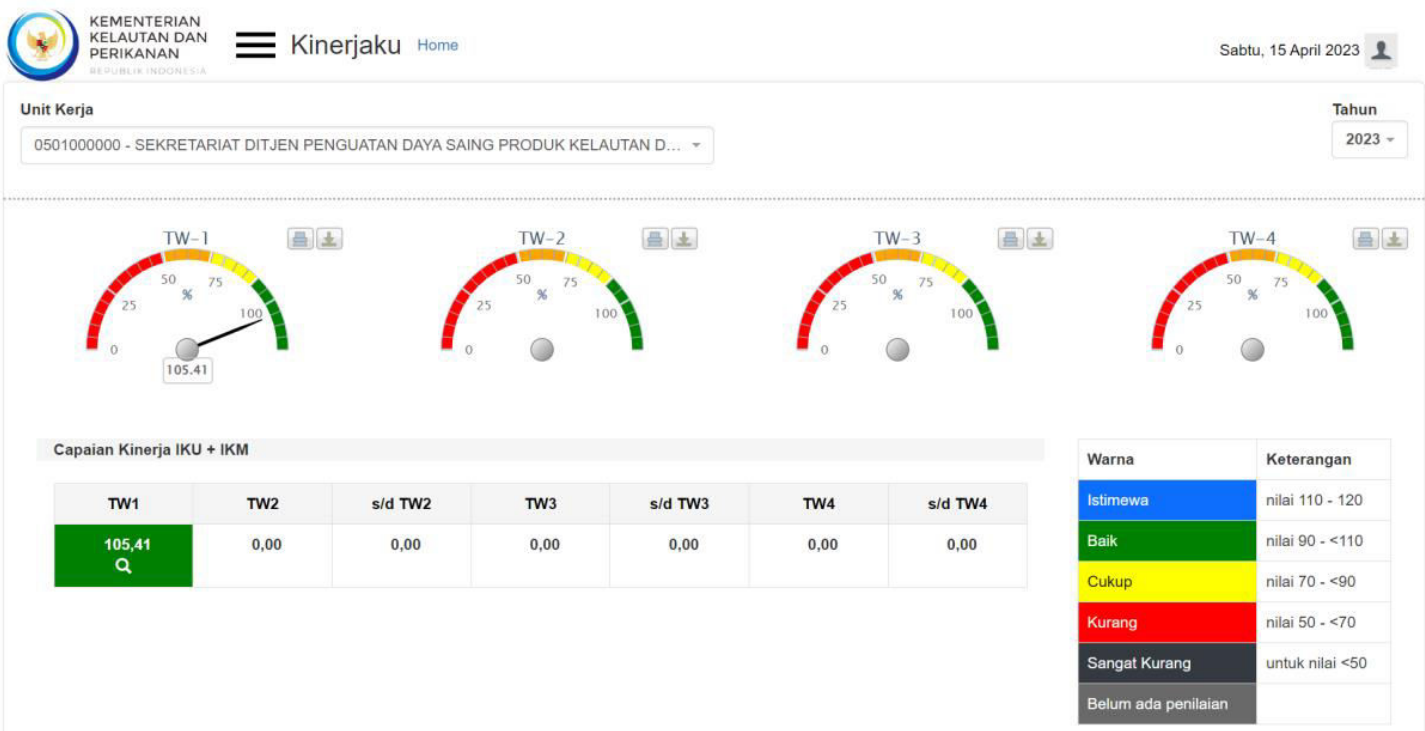 KEMENTERIAN
KELAUTAN DAN
PERIKANAN
REPUBLIK INDONESIA
Kinerjaku Home
Sabtu, 15 April 2023
Unit Kerja
Tahun
0501000000 - SEKRETARIAT DITJEN PENGUATAN DAYA SAING PRODUK KELAUTAN D...
2023
TW-1
0
25
50
75
100
%
105.41
TW-2
0
25
50
75
100
%
TW-3
0
25
50
75
100
%
TW-4
0
25
50
75
100
%
Capaian Kinerja IKU + IKM
TW1 TW2 s/d TW2 TW3 s/d TW3 TW4 s/d TW4
105,41 0,00 0,00 0,00 0,00 0,00 0,00
Warna Keterangan
Istimewa nilai 110 - 120
Baik nilai 90 - <110
Cukup nilai 70 - <90
Kurang nilai 50 - <70
Sangat Kurang untuk nilai <50
Belum ada penilaian